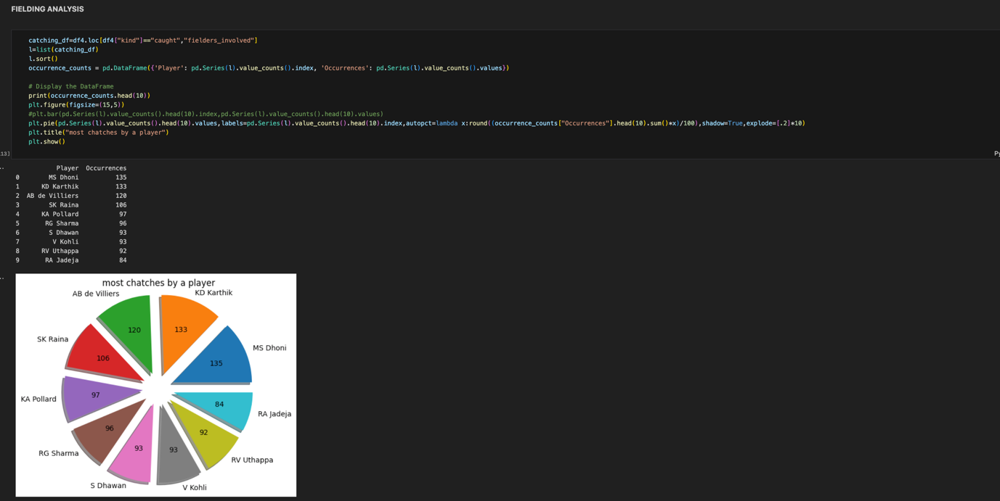 FIELDING ANALYSIS
catching_df=df4.loc[df4["kind"]=="caught","fielders_involved"]
l=list(catching_df)
l.sort()
occurrence_counts = pd.DataFrame({'Player': pd.Series(l).value_counts().index, 'Occurrences': pd.Series(l).value_counts().values})
# Display the DataFrame
print(occurrence_counts.head(10))
plt.figure(figsize=(15,5))
#plt.bar(pd.Series(l).value_counts().head(10).index,pd.Series(l).value_counts().head(10).values)
plt.pie(pd.Series(l).value_counts().head(10).values,labels=pd.Series(l).value_counts().head(10).index,autopct=lambda x:round((occurrence_counts["Occurrences"].head(10).sum()*x)/100),shadow=True,explode=[.2]*10)
plt.title("most chatches by a player")
plt.show()
13]
Py
Player Occurrences
0 MS Dhoni 135
1 KD Karthik 133
2 AB de Villiers 120
3 SK Raina 106
4 KA Pollard 97
5 RG Sharma 96
6 S Dhawan 93
7 V Kohli 93
8 RV Uthappa 92
9 RA Jadeja 84
most chatches by a player
AB de Villiers
KD Karthik
120
133
SK Raina
MS Dhoni
106
135
KA Pollard
97
84
RA Jadeja
96
92
RG Sharma
93
93
RV Uthappa
S Dhawan
V Kohli